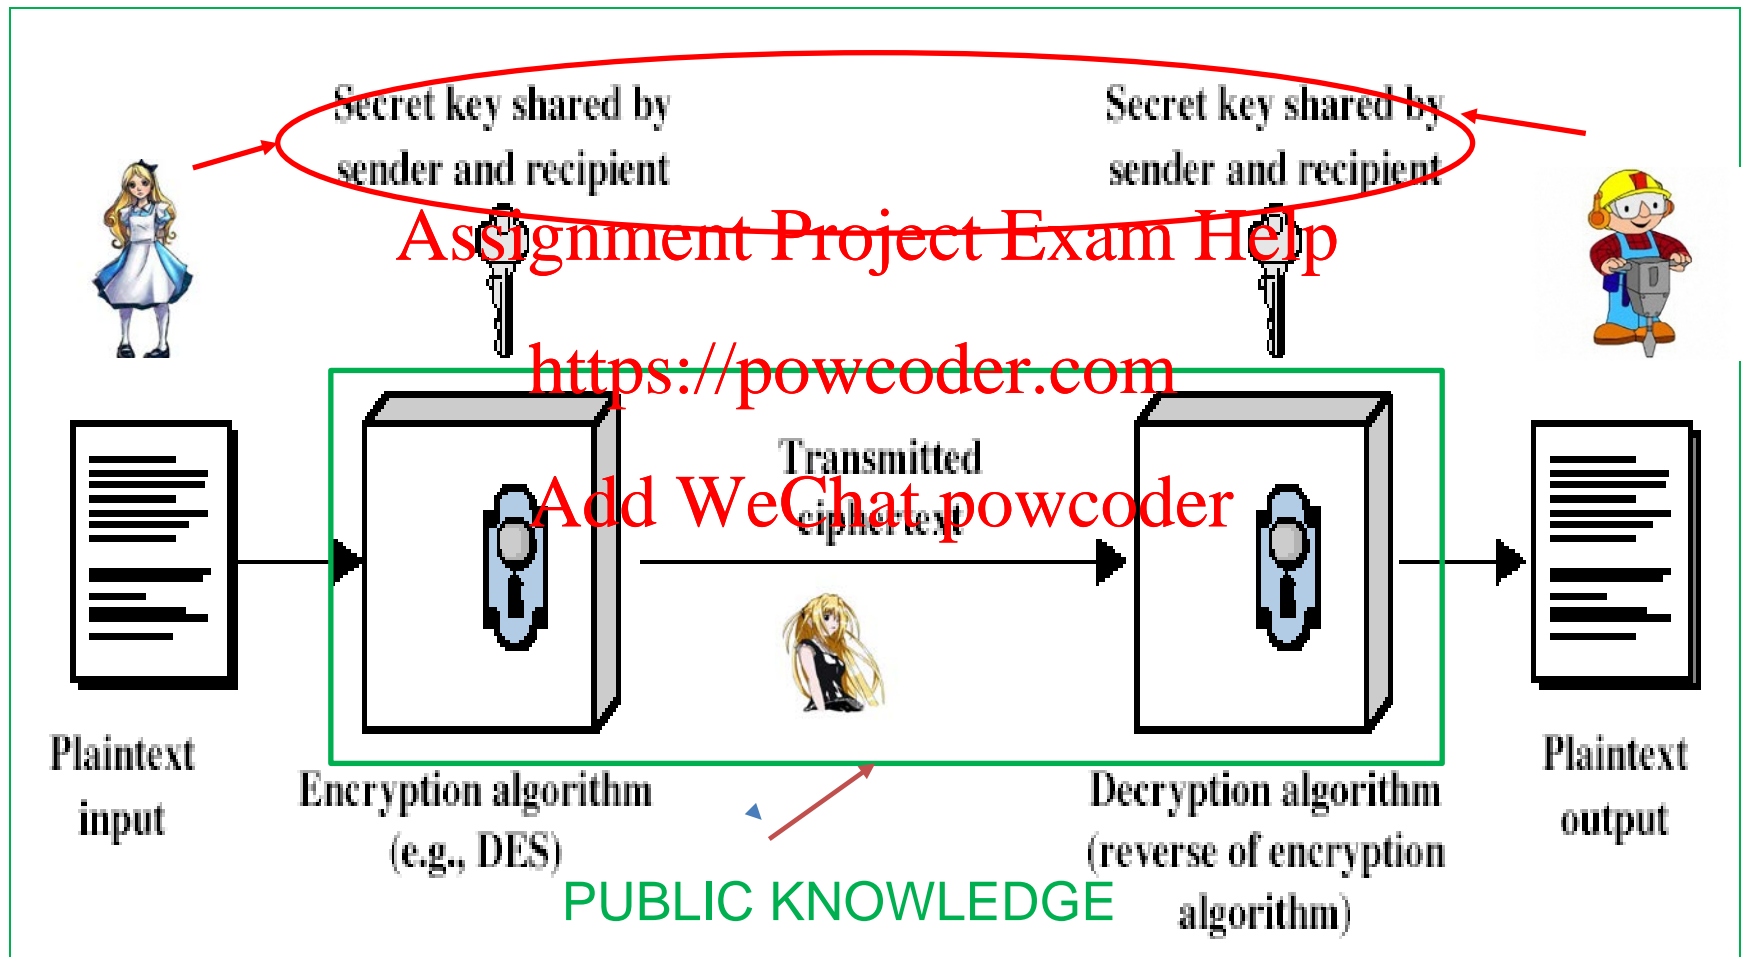 Secret key shared by
sender and recipient
Secret key shared by
sender and recipient
Assignment Project Exam Help
https://powcoder.com
Transmitted
ciphertext
Add WeChat powcoder
Plaintext
input
Encryption algorithm
(e.g., DES)
Decryption algorithm
(reverse of encryption
algorithm)
Plaintext
output
PUBLIC KNOWLEDGE